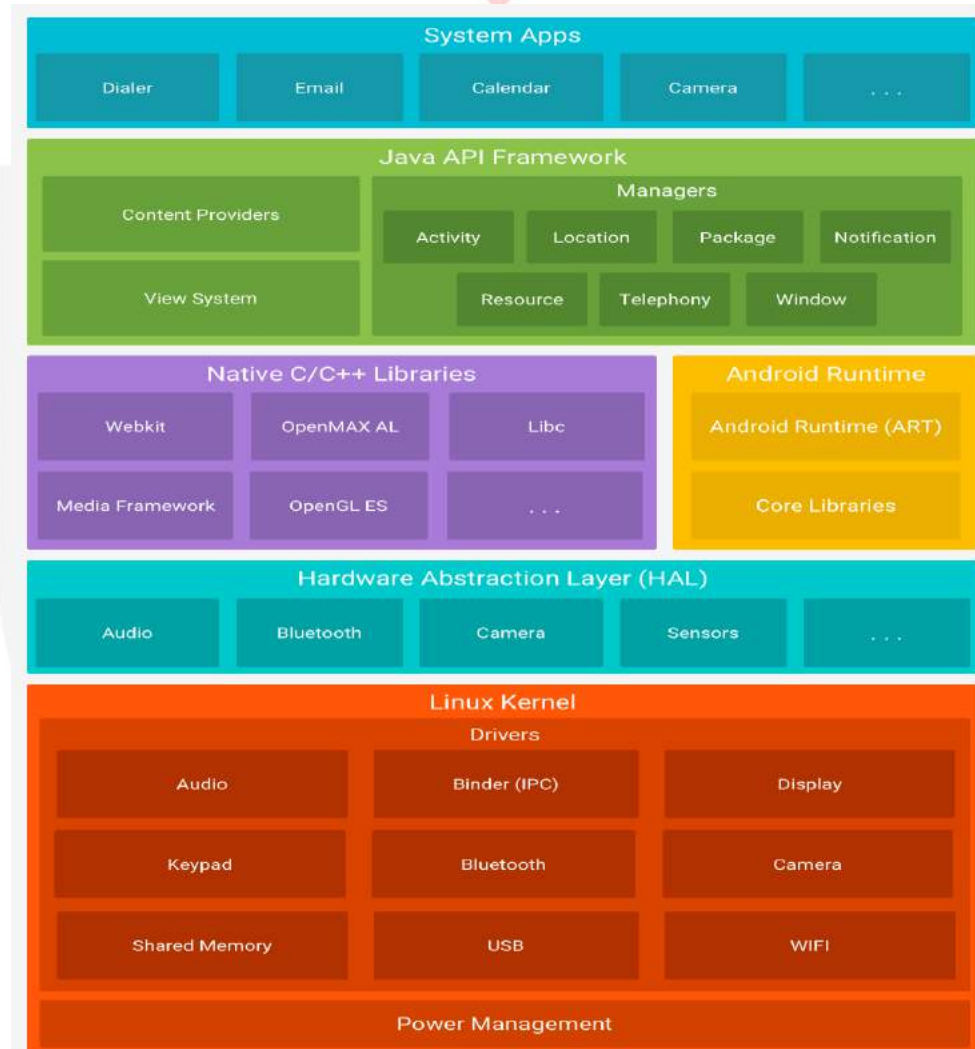 System Apps
Dialer Email Calendar Camera . . .
Java API Framework
Content Providers
View System
Managers
Activity Location Package Notification
Resource Telephony Window
Native C/C++ Libraries
Webkit OpenMAX AL Libc
Media Framework OpenGL ES . . .
Android Runtime
Android Runtime (ART)
Core Libraries
Hardware Abstraction Layer (HAL)
Audio Bluetooth Camera Sensors . . .
Linux Kernel
Drivers
Audio Binder (IPC) Display
Keypad Bluetooth Camera
Shared Memory USB WIFI
Power Management